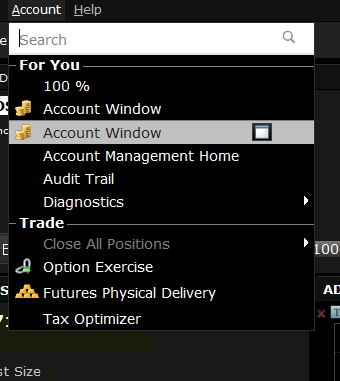 Account Help
Search
For You
100 %
Account Window
Account Window
Account Management Home
Audit Trail
Diagnostics
Trade
Close All Positions
100
Option Exercise
Futures Physical Delivery
AD
Tax Optimizer
st Size